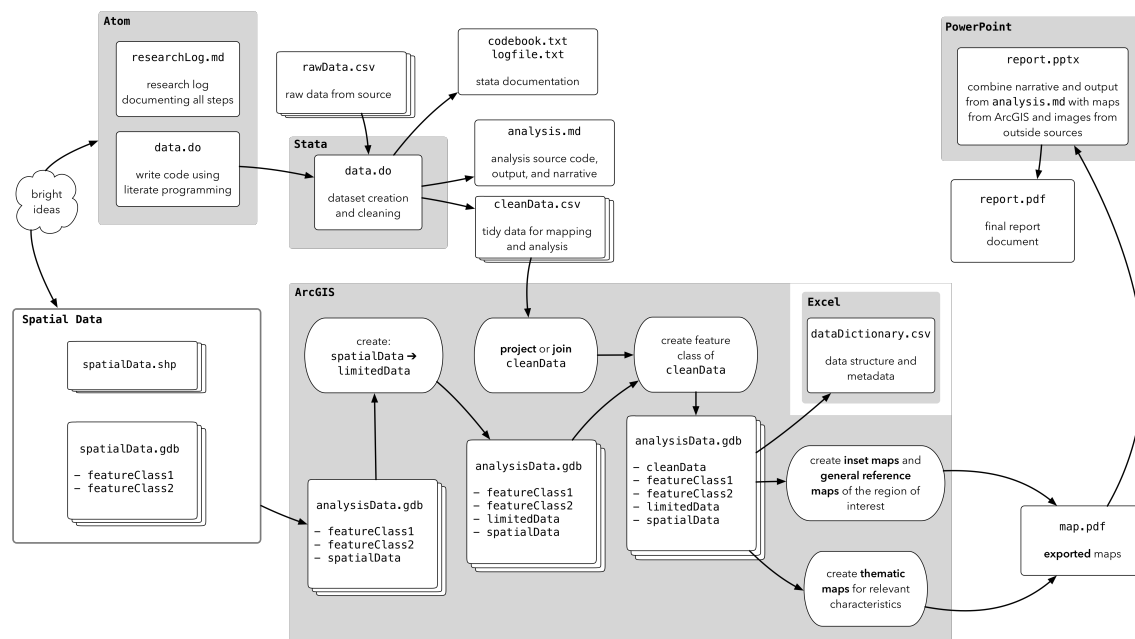 Atom
researchLog.md
research log
documenting all steps
data.do
write code using
literate programming
bright
ideas
rawData.csv
raw data from source
Stata
data.do
dataset creation
and cleaning
codebook.txt
logfile.txt
stata documentation
analysis.md
analysis source code,
output, and narrative
cleanData.csv
tidy data for mapping
and analysis
PowerPoint
report.pptx
combine narrative and output
from analysis.md with maps
from ArcGIS and images from
outside sources
report.pdf
final report
document
Spatial Data
spatialData.shp
spatialData.gdb
– featureClass1
– featureClass2
ArcGIS
create:
spatialData ➔
limitedData
project or join
cleanData
create feature
class of
cleanData
Excel
dataDictionary.csv
data structure and
metadata
analysisData.gdb
– featureClass1
– featureClass2
– spatialData
analysisData.gdb
– featureClass1
– featureClass2
– limitedData
– spatialData
analysisData.gdb
– cleanData
– featureClass1
– featureClass2
– limitedData
– spatialData
create inset maps and
general reference
maps of the region of
interest
create thematic
maps for relevant
characteristics
map.pdf
exported maps